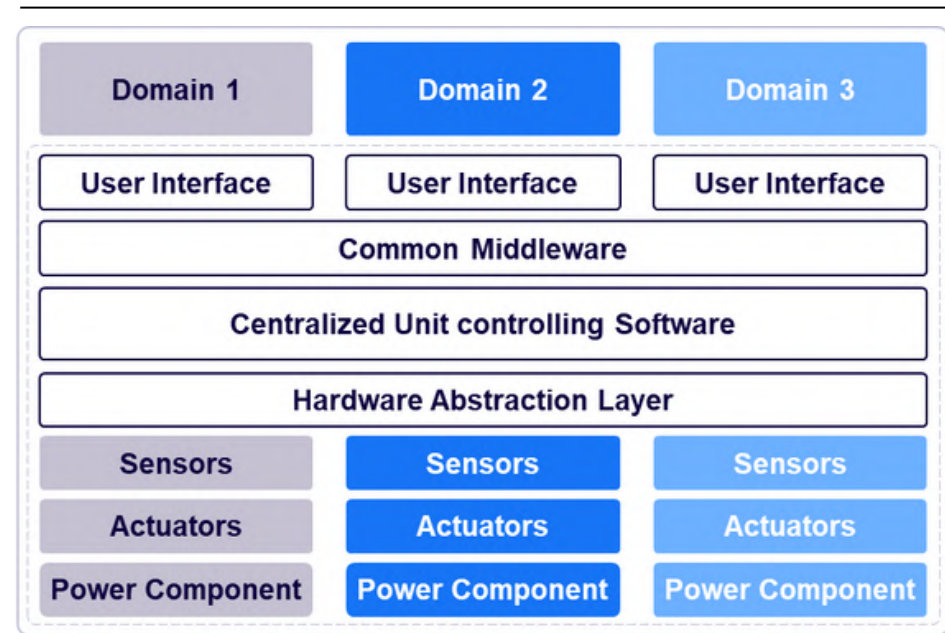 Domain 1
Domain 2
Domain 3
User Interface
User Interface
User Interface
Common Middleware
Centralized Unit controlling Software
Hardware Abstraction Layer
Sensors
Sensors
Sensors
Actuators
Actuators
Actuators
Power Component
Power Component
Power Component